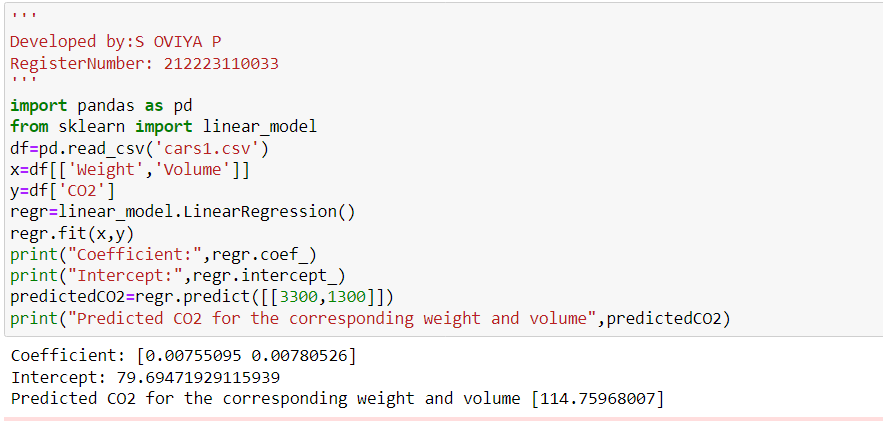 '''
Developed by:S OVIYA P
RegisterNumber: 212223110033
'''
import pandas as pd
from sklearn import linear_model
df=pd.read_csv('cars1.csv')
x=df[['Weight','Volume']]
y=df['CO2']
regr=linear_model.LinearRegression()
regr.fit(x,y)
print("Coefficient:",regr.coef_)
print("Intercept:",regr.intercept_)
predictedCO2=regr.predict([[3300,1300]])
print("Predicted CO2 for the corresponding weight and volume",predictedCO2)
Coefficient: [0.00755095 0.00780526]
Intercept: 79.69471929115939
Predicted CO2 for the corresponding weight and volume [114.75968007]